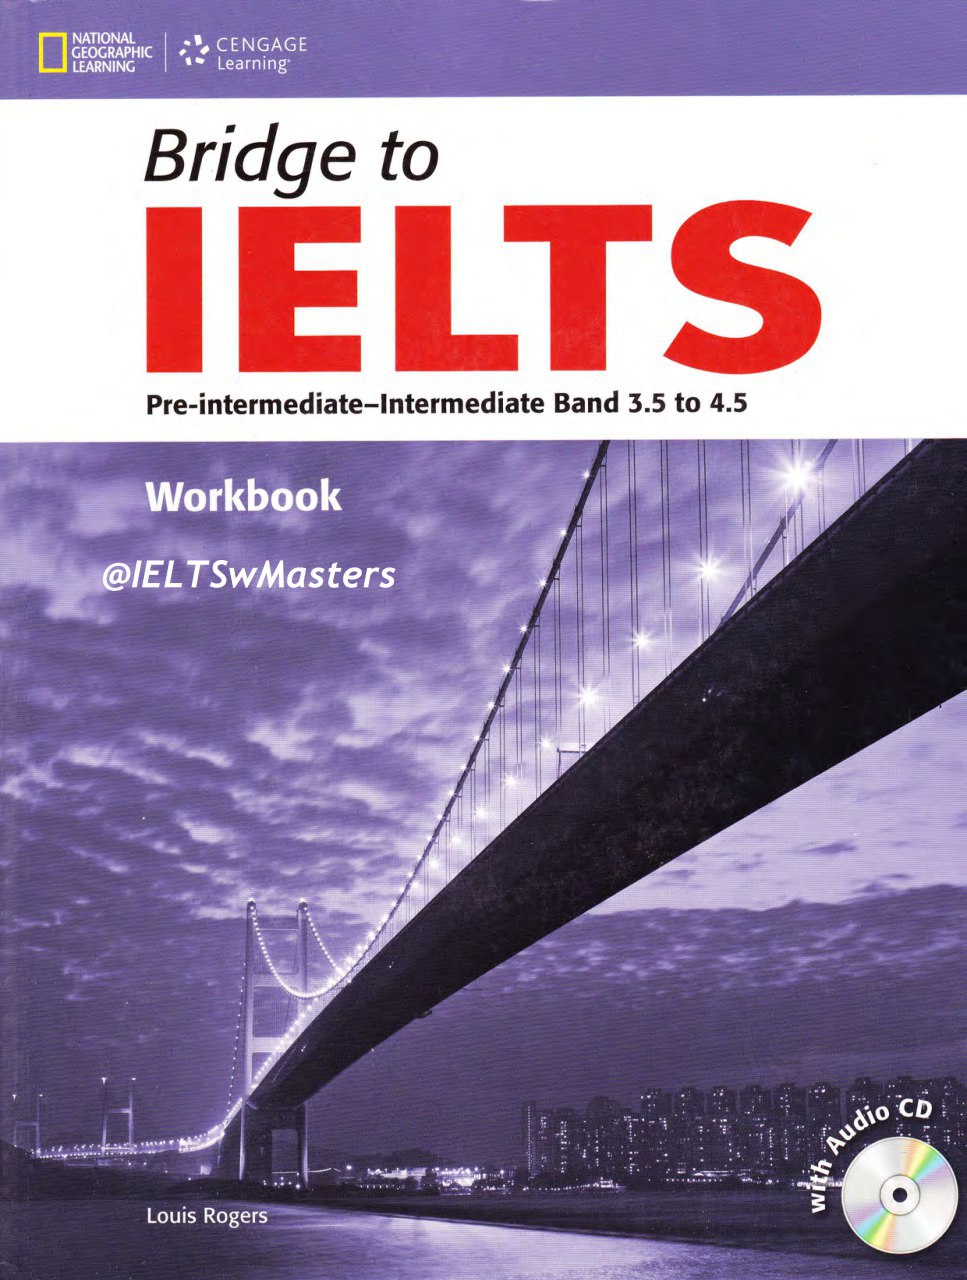 NATIONAL
GEOGRAPHIC
LEARNING
CENGAGE
Learning®
Bridge to
IELTS
Pre-intermediate–Intermediate Band 3.5 to 4.5
Workbook
@IELTSwMasters
with Audio CD
Louis Rogers